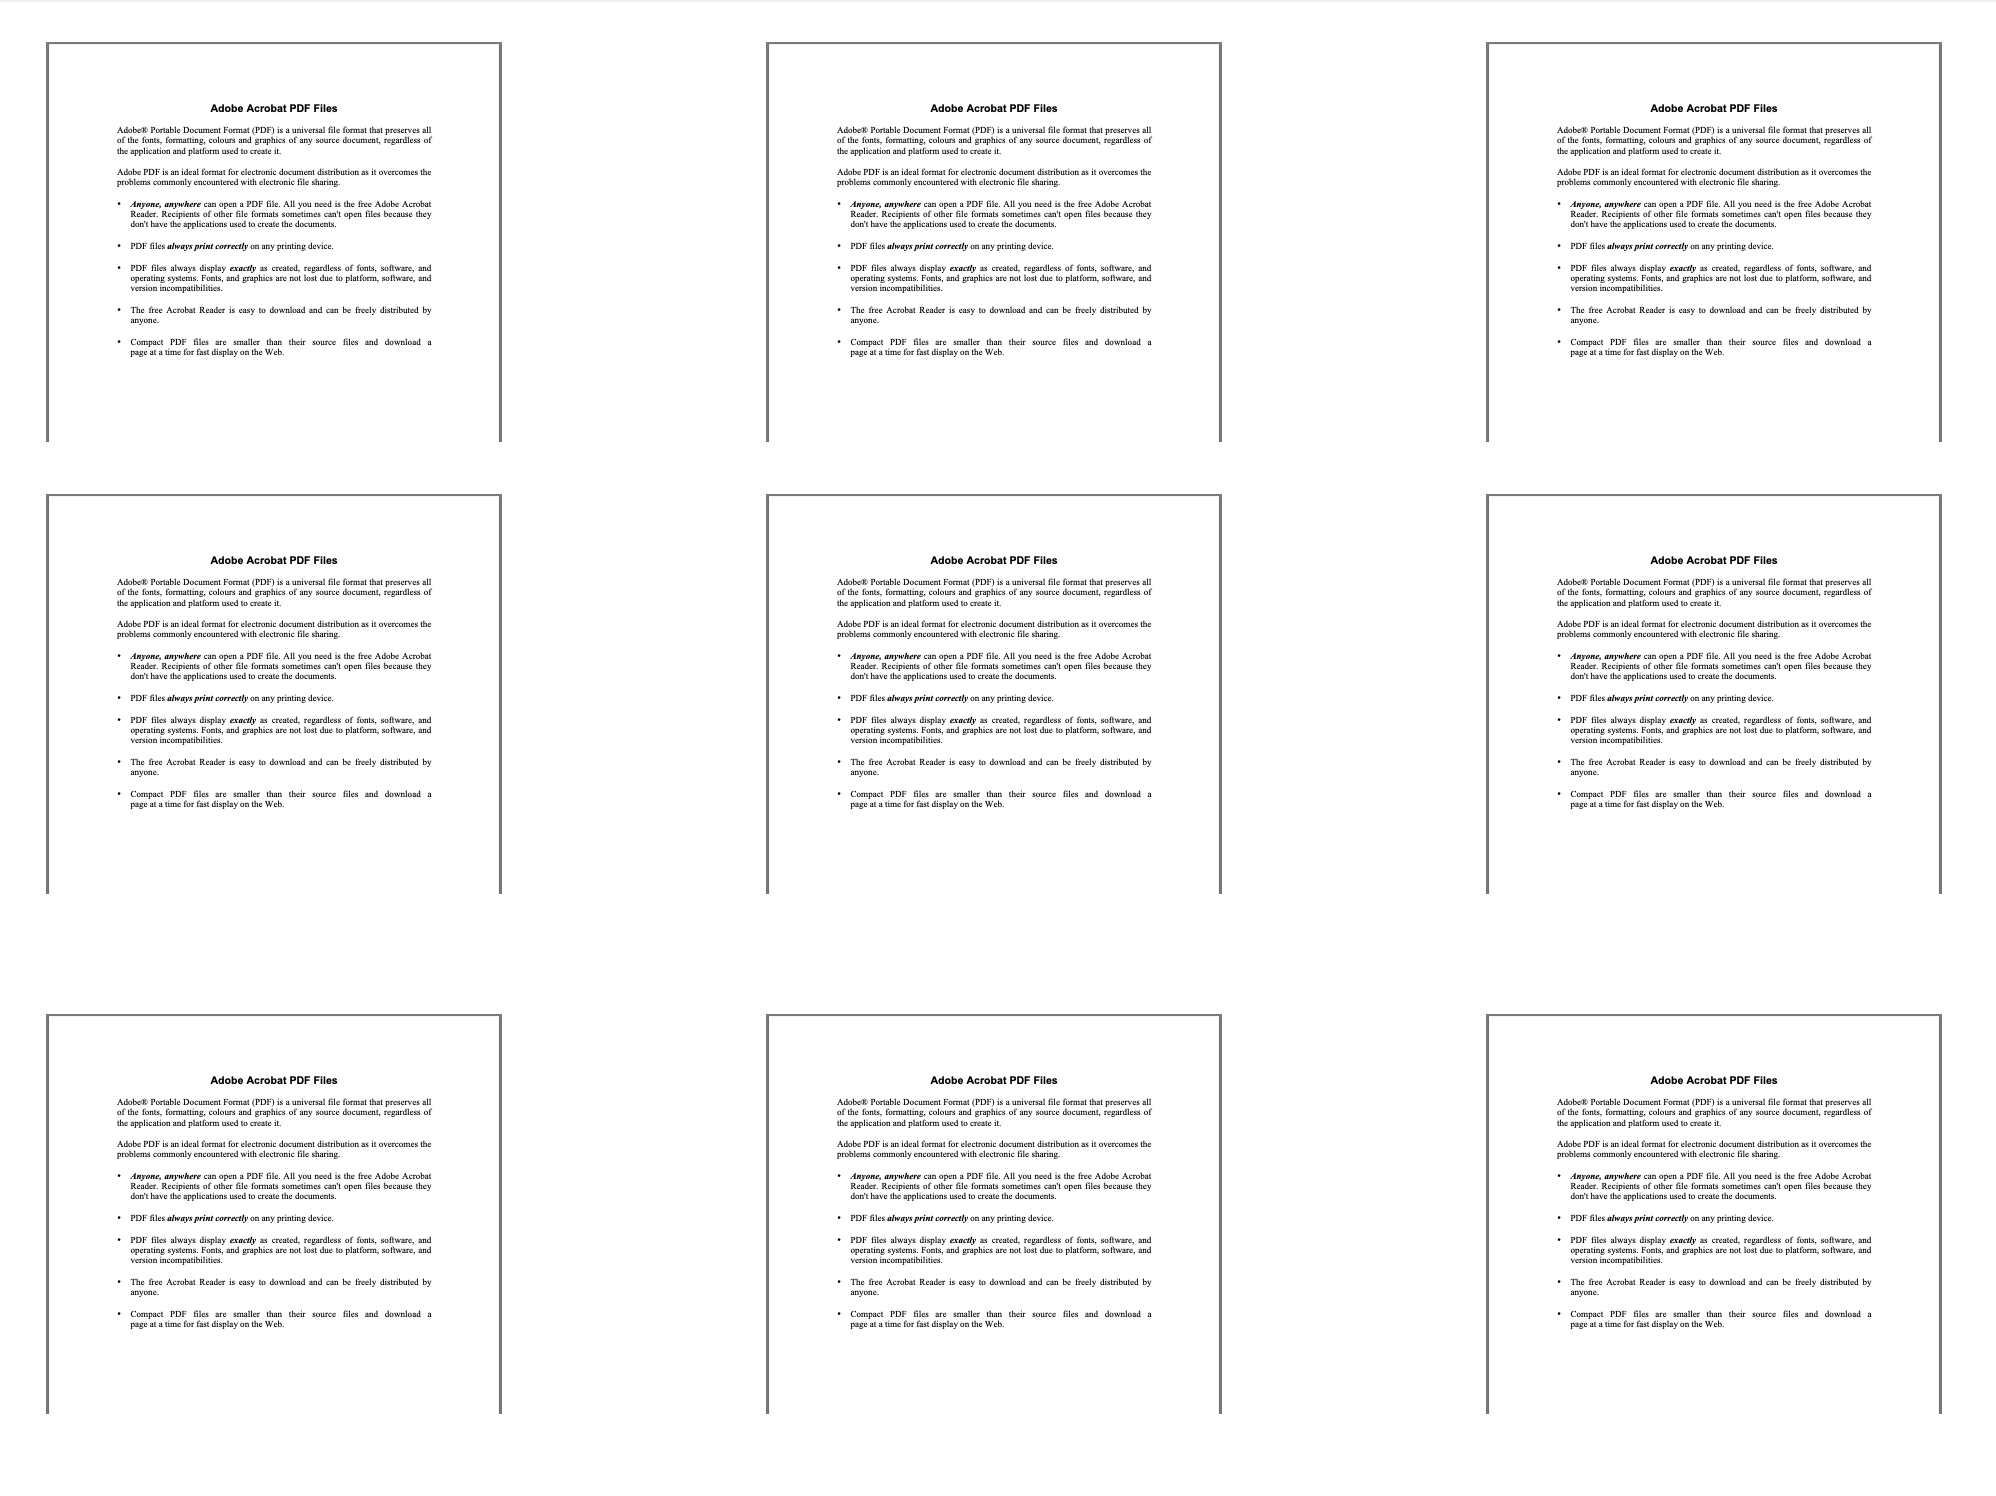 Adobe Acrobat PDF Files
Adobe® Portable Document Format (PDF) is a universal file format that preserves all
of the fonts, formatting, colours and graphics of any source document, regardless of
the application and platform used to create it.
Adobe PDF is an ideal format for electronic document distribution as it overcomes the
problems commonly encountered with electronic file sharing.
• Anyone, anywhere can open a PDF file. All you need is the free Adobe Acrobat
Reader. Recipients of other file formats sometimes can't open files because they
don't have the applications used to create the documents.
• PDF files always print correctly on any printing device.
• PDF files always display exactly as created, regardless of fonts, software, and
operating systems. Fonts, and graphics are not lost due to platform, software, and
version incompatibilities.
• The free Acrobat Reader is easy to download and can be freely distributed by
anyone.
• Compact PDF files are smaller than their source files and download a
page at a time for fast display on the Web.
Adobe Acrobat PDF Files
Adobe® Portable Document Format (PDF) is a universal file format that preserves all
of the fonts, formatting, colours and graphics of any source document, regardless of
the application and platform used to create it.
Adobe PDF is an ideal format for electronic document distribution as it overcomes the
problems commonly encountered with electronic file sharing.
• Anyone, anywhere can open a PDF file. All you need is the free Adobe Acrobat
Reader. Recipients of other file formats sometimes can't open files because they
don't have the applications used to create the documents.
• PDF files always print correctly on any printing device.
• PDF files always display exactly as created, regardless of fonts, software, and
operating systems. Fonts, and graphics are not lost due to platform, software, and
version incompatibilities.
• The free Acrobat Reader is easy to download and can be freely distributed by
anyone.
• Compact PDF files are smaller than their source files and download a
page at a time for fast display on the Web.
Adobe Acrobat PDF Files
Adobe® Portable Document Format (PDF) is a universal file format that preserves all
of the fonts, formatting, colours and graphics of any source document, regardless of
the application and platform used to create it.
Adobe PDF is an ideal format for electronic document distribution as it overcomes the
problems commonly encountered with electronic file sharing.
• Anyone, anywhere can open a PDF file. All you need is the free Adobe Acrobat
Reader. Recipients of other file formats sometimes can't open files because they
don't have the applications used to create the documents.
• PDF files always print correctly on any printing device.
• PDF files always display exactly as created, regardless of fonts, software, and
operating systems. Fonts, and graphics are not lost due to platform, software, and
version incompatibilities.
• The free Acrobat Reader is easy to download and can be freely distributed by
anyone.
• Compact PDF files are smaller than their source files and download a
page at a time for fast display on the Web.
Adobe Acrobat PDF Files
Adobe® Portable Document Format (PDF) is a universal file format that preserves all
of the fonts, formatting, colours and graphics of any source document, regardless of
the application and platform used to create it.
Adobe PDF is an ideal format for electronic document distribution as it overcomes the
problems commonly encountered with electronic file sharing.
• Anyone, anywhere can open a PDF file. All you need is the free Adobe Acrobat
Reader. Recipients of other file formats sometimes can't open files because they
don't have the applications used to create the documents.
• PDF files always print correctly on any printing device.
• PDF files always display exactly as created, regardless of fonts, software, and
operating systems. Fonts, and graphics are not lost due to platform, software, and
version incompatibilities.
• The free Acrobat Reader is easy to download and can be freely distributed by
anyone.
• Compact PDF files are smaller than their source files and download a
page at a time for fast display on the Web.
Adobe Acrobat PDF Files
Adobe® Portable Document Format (PDF) is a universal file format that preserves all
of the fonts, formatting, colours and graphics of any source document, regardless of
the application and platform used to create it.
Adobe PDF is an ideal format for electronic document distribution as it overcomes the
problems commonly encountered with electronic file sharing.
• Anyone, anywhere can open a PDF file. All you need is the free Adobe Acrobat
Reader. Recipients of other file formats sometimes can't open files because they
don't have the applications used to create the documents.
• PDF files always print correctly on any printing device.
• PDF files always display exactly as created, regardless of fonts, software, and
operating systems. Fonts, and graphics are not lost due to platform, software, and
version incompatibilities.
• The free Acrobat Reader is easy to download and can be freely distributed by
anyone.
• Compact PDF files are smaller than their source files and download a
page at a time for fast display on the Web.
Adobe Acrobat PDF Files
Adobe® Portable Document Format (PDF) is a universal file format that preserves all
of the fonts, formatting, colours and graphics of any source document, regardless of
the application and platform used to create it.
Adobe PDF is an ideal format for electronic document distribution as it overcomes the
problems commonly encountered with electronic file sharing.
• Anyone, anywhere can open a PDF file. All you need is the free Adobe Acrobat
Reader. Recipients of other file formats sometimes can't open files because they
don't have the applications used to create the documents.
• PDF files always print correctly on any printing device.
• PDF files always display exactly as created, regardless of fonts, software, and
operating systems. Fonts, and graphics are not lost due to platform, software, and
version incompatibilities.
• The free Acrobat Reader is easy to download and can be freely distributed by
anyone.
• Compact PDF files are smaller than their source files and download a
page at a time for fast display on the Web.
Adobe Acrobat PDF Files
Adobe® Portable Document Format (PDF) is a universal file format that preserves all
of the fonts, formatting, colours and graphics of any source document, regardless of
the application and platform used to create it.
Adobe PDF is an ideal format for electronic document distribution as it overcomes the
problems commonly encountered with electronic file sharing.
• Anyone, anywhere can open a PDF file. All you need is the free Adobe Acrobat
Reader. Recipients of other file formats sometimes can't open files because they
don't have the applications used to create the documents.
• PDF files always print correctly on any printing device.
• PDF files always display exactly as created, regardless of fonts, software, and
operating systems. Fonts, and graphics are not lost due to platform, software, and
version incompatibilities.
• The free Acrobat Reader is easy to download and can be freely distributed by
anyone.
• Compact PDF files are smaller than their source files and download a
page at a time for fast display on the Web.
Adobe Acrobat PDF Files
Adobe® Portable Document Format (PDF) is a universal file format that preserves all
of the fonts, formatting, colours and graphics of any source document, regardless of
the application and platform used to create it.
Adobe PDF is an ideal format for electronic document distribution as it overcomes the
problems commonly encountered with electronic file sharing.
• Anyone, anywhere can open a PDF file. All you need is the free Adobe Acrobat
Reader. Recipients of other file formats sometimes can't open files because they
don't have the applications used to create the documents.
• PDF files always print correctly on any printing device.
• PDF files always display exactly as created, regardless of fonts, software, and
operating systems. Fonts, and graphics are not lost due to platform, software, and
version incompatibilities.
• The free Acrobat Reader is easy to download and can be freely distributed by
anyone.
• Compact PDF files are smaller than their source files and download a
page at a time for fast display on the Web.
Adobe Acrobat PDF Files
Adobe® Portable Document Format (PDF) is a universal file format that preserves all
of the fonts, formatting, colours and graphics of any source document, regardless of
the application and platform used to create it.
Adobe PDF is an ideal format for electronic document distribution as it overcomes the
problems commonly encountered with electronic file sharing.
• Anyone, anywhere can open a PDF file. All you need is the free Adobe Acrobat
Reader. Recipients of other file formats sometimes can't open files because they
don't have the applications used to create the documents.
• PDF files always print correctly on any printing device.
• PDF files always display exactly as created, regardless of fonts, software, and
operating systems. Fonts, and graphics are not lost due to platform, software, and
version incompatibilities.
• The free Acrobat Reader is easy to download and can be freely distributed by
anyone.
• Compact PDF files are smaller than their source files and download a
page at a time for fast display on the Web.